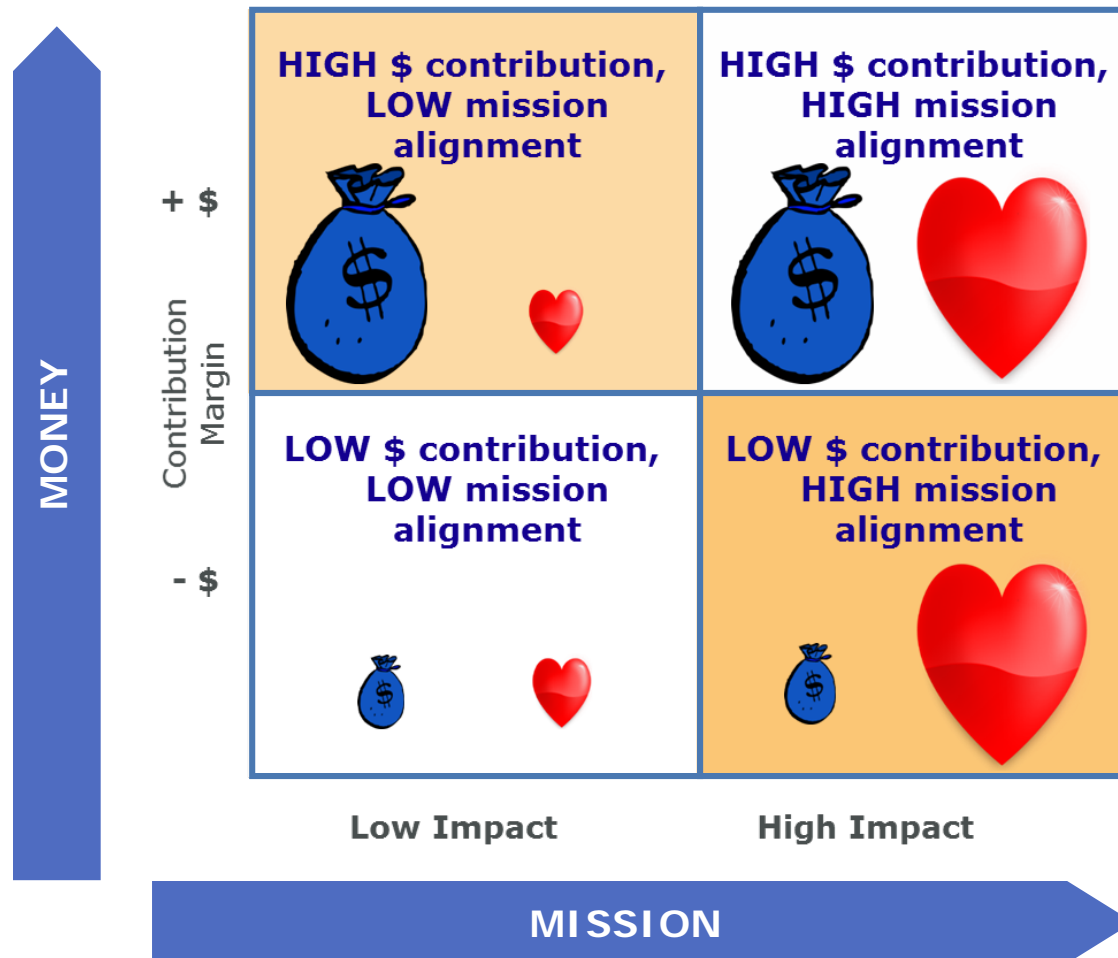 HIGH $ contribution,
LOW mission
alignment
HIGH $ contribution,
HIGH mission
alignment
+ $
$
$
MONEY
Contribution
Margin
LOW $ contribution,
LOW mission
alignment
LOW $ contribution,
HIGH mission
alignment
- $
$
$
Low Impact
High Impact
MISSION